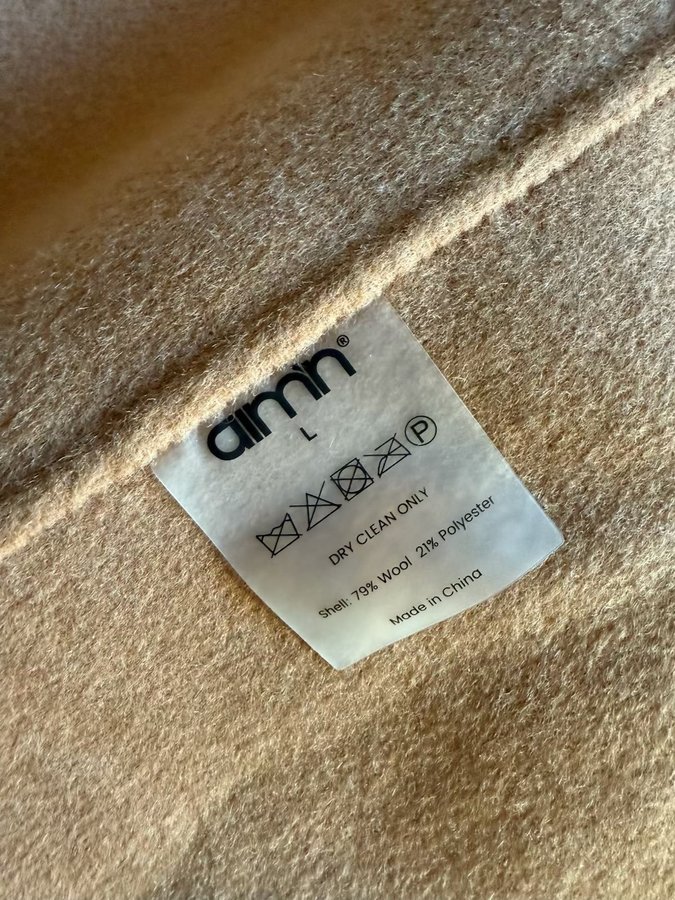 aim'n®
L
P
DRY CLEAN ONLY
Shell: 79% Wool 21% Polyester
Made in China